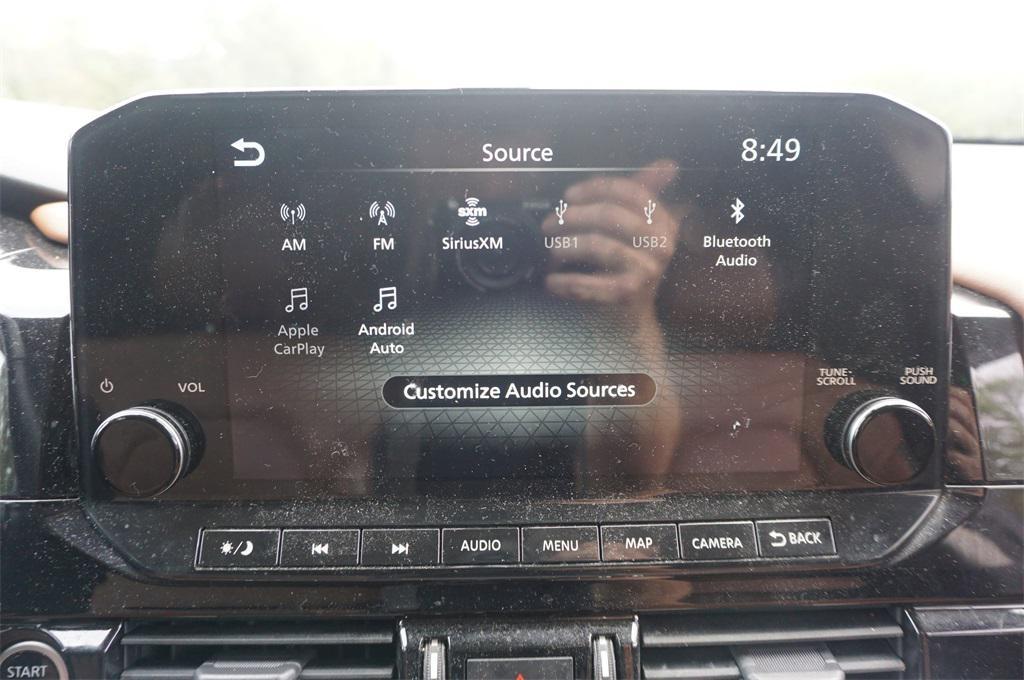 Source
8:49
sxm
AM
FM
SiriusXM
USB1
USB2
Bluetooth
Audio
Apple
CarPlay
Android
Auto
Customize Audio Sources
VOL
TUNE-
SCROLL
PUSH
SOUND
AUDIO
MENU
MAP
CAMERA
BACK
START